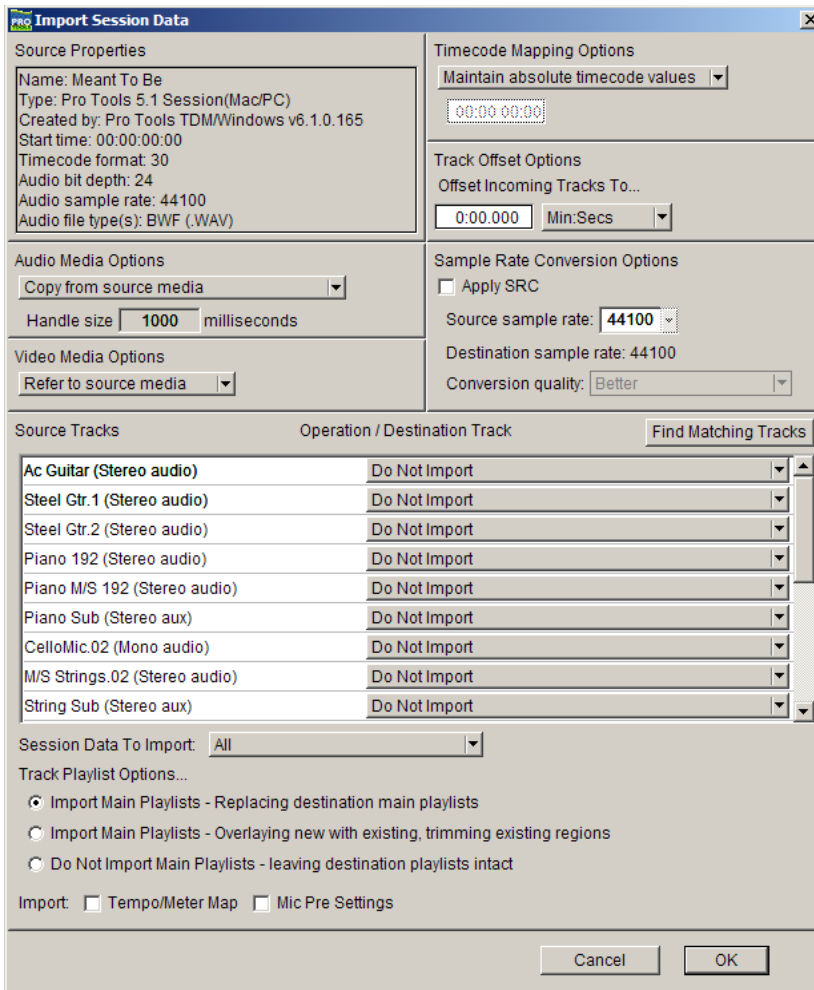 PRO Import Session Data
Source Properties
Name: Meant To Be
Type: Pro Tools 5.1 Session(Mac/PC)
Created by: Pro Tools TDM/Windows v6.1.0.165
Start time: 00:00:00:00
Timecode format: 30
Audio bit depth: 24
Audio sample rate: 44100
Audio file type(s): BWF (.WAV)
Timecode Mapping Options
Maintain absolute timecode values
00:00 00:00
Track Offset Options
Offset Incoming Tracks To...
0:00.000 Min:Secs
Audio Media Options
Copy from source media
Handle size 1000 milliseconds
Video Media Options
Refer to source media
Sample Rate Conversion Options
Apply SRC
Source sample rate: 44100
Destination sample rate: 44100
Conversion quality: Better
Source Tracks Operation / Destination Track Find Matching Tracks
Ac Guitar (Stereo audio) Do Not Import
Steel Gtr.1 (Stereo audio) Do Not Import
Steel Gtr.2 (Stereo audio) Do Not Import
Piano 192 (Stereo audio) Do Not Import
Piano M/S 192 (Stereo audio) Do Not Import
Piano Sub (Stereo aux) Do Not Import
CelloMic.02 (Mono audio) Do Not Import
M/S Strings.02 (Stereo audio) Do Not Import
String Sub (Stereo aux) Do Not Import
Session Data To Import: All
Track Playlist Options...
Import Main Playlists - Replacing destination main playlists
Import Main Playlists - Overlaying new with existing, trimming existing regions
Do Not Import Main Playlists - leaving destination playlists intact
Import: Tempo/Meter Map Mic Pre Settings
Cancel OK